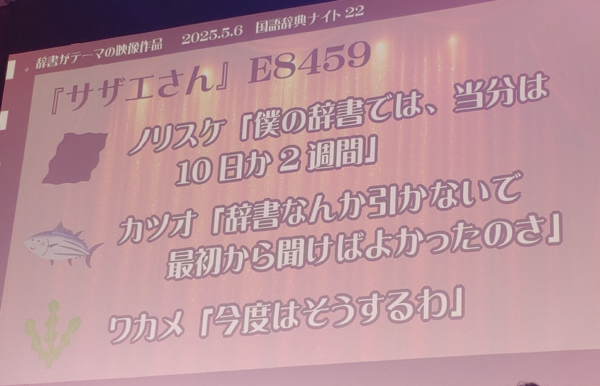 辞書がテーマの映像作品 2025.5.6 国語辞典ナイト22
『サザエさん』E8459
ノリスケ「僕の辞書では、当分は
10日か2週間」
カツオ「辞書なんか引かないで
最初から聞けばよかったのさ」
ワカメ「今度はそうするわ」